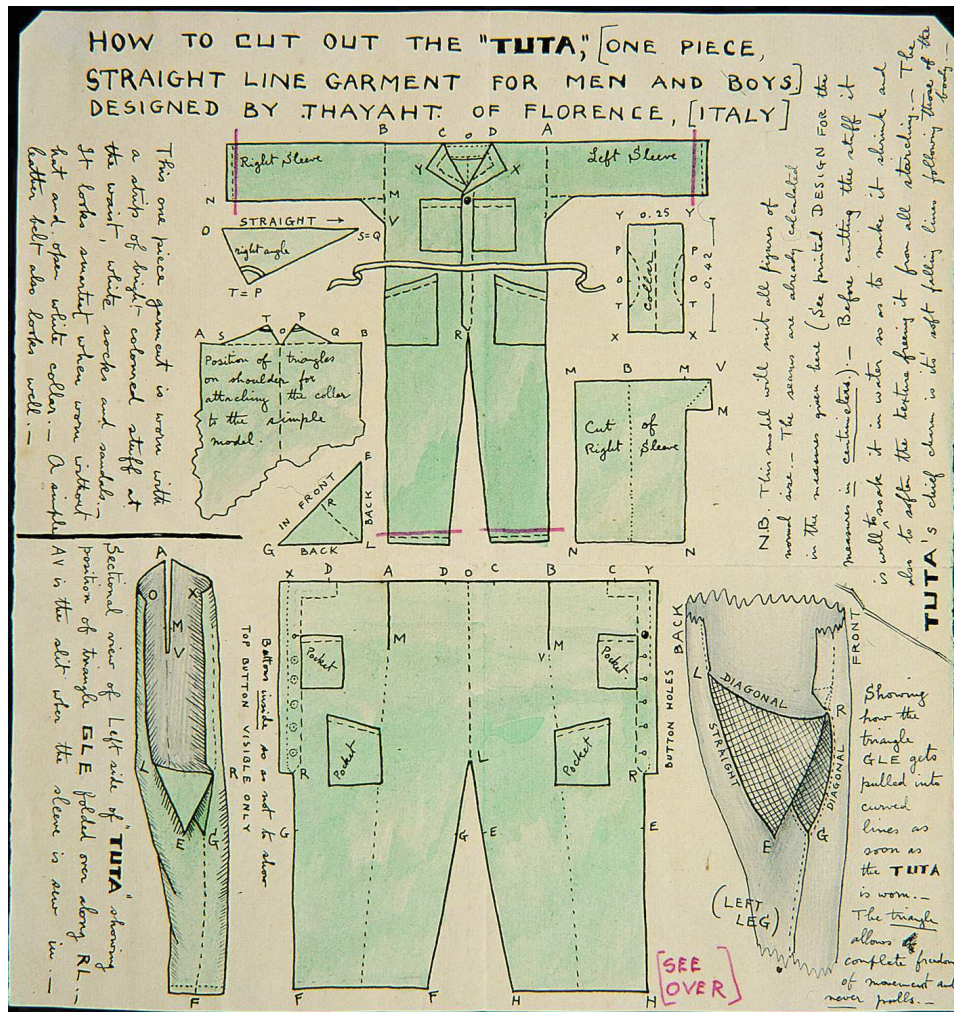 HOW TO CUT OUT THE "TUTA", [ONE PIECE,
STRAIGHT LINE GARMENT FOR MEN AND BOYS]
DESIGNED BY THAYAHT. OF FLORENCE, [ITALY]
B C O D A
Right Sleeve
Left Sleeve
Y X
N
M
V
O STRAIGHT → S=Q
right angle
T=P
R
Y 0.25 Y
P P
O O
T T
X X
Collar
0.42
A S T O P Q B
Position of triangles
on shoulder for
attaching the collar
to the simple
model.
M B M V
M
Cut of
Right Sleeve
N N
E
IN FRONT
R
BACK
G BACK L
This one piece garment is worn with
a strip of bright coloured stuff at
the waist, white socks and sandals.—
It looks smartest when worn without
hat and open white collar.— A simple
leather belt also looks well.—
N.B. This model will suit all figures of
normal size.— The seams are already calculated
in the measures given here (See printed DESIGN FOR the
measures in centimeters).— Before cutting the stuff it
is well to soak it in water so as to make it shrink and
also to soften the texture freeing it from all starching.— The
TUTA's chief charm is it's soft falling lines following those of the
body.—
A
O X
M
V
V R
E G
F
Sectional view of Left side of "TUTA" showing
position of triangle GLE folded over along RL.—
AV is the slit wher the sleeve is sew in.—
X D A D O C B C Y
M M
V
Pocket
Pocket
Pocket
Pocket
R L R
G G E E
F F H H
Buttons inside so as not to show
TOP BUTTON VISIBLE ONLY
BUTTON HOLES
BACK
FRONT
L
DIAGONAL
R
STRAIGHT
DIAGONAL
E G
(LEFT
LEG)
Showing
how the
triangle
GLE gets
pulled into
curved
lines as
soon as
the TUTA
is worn.—
The triangle
allows
complete freedom
of movement and
never pulls.—
[SEE
OVER]